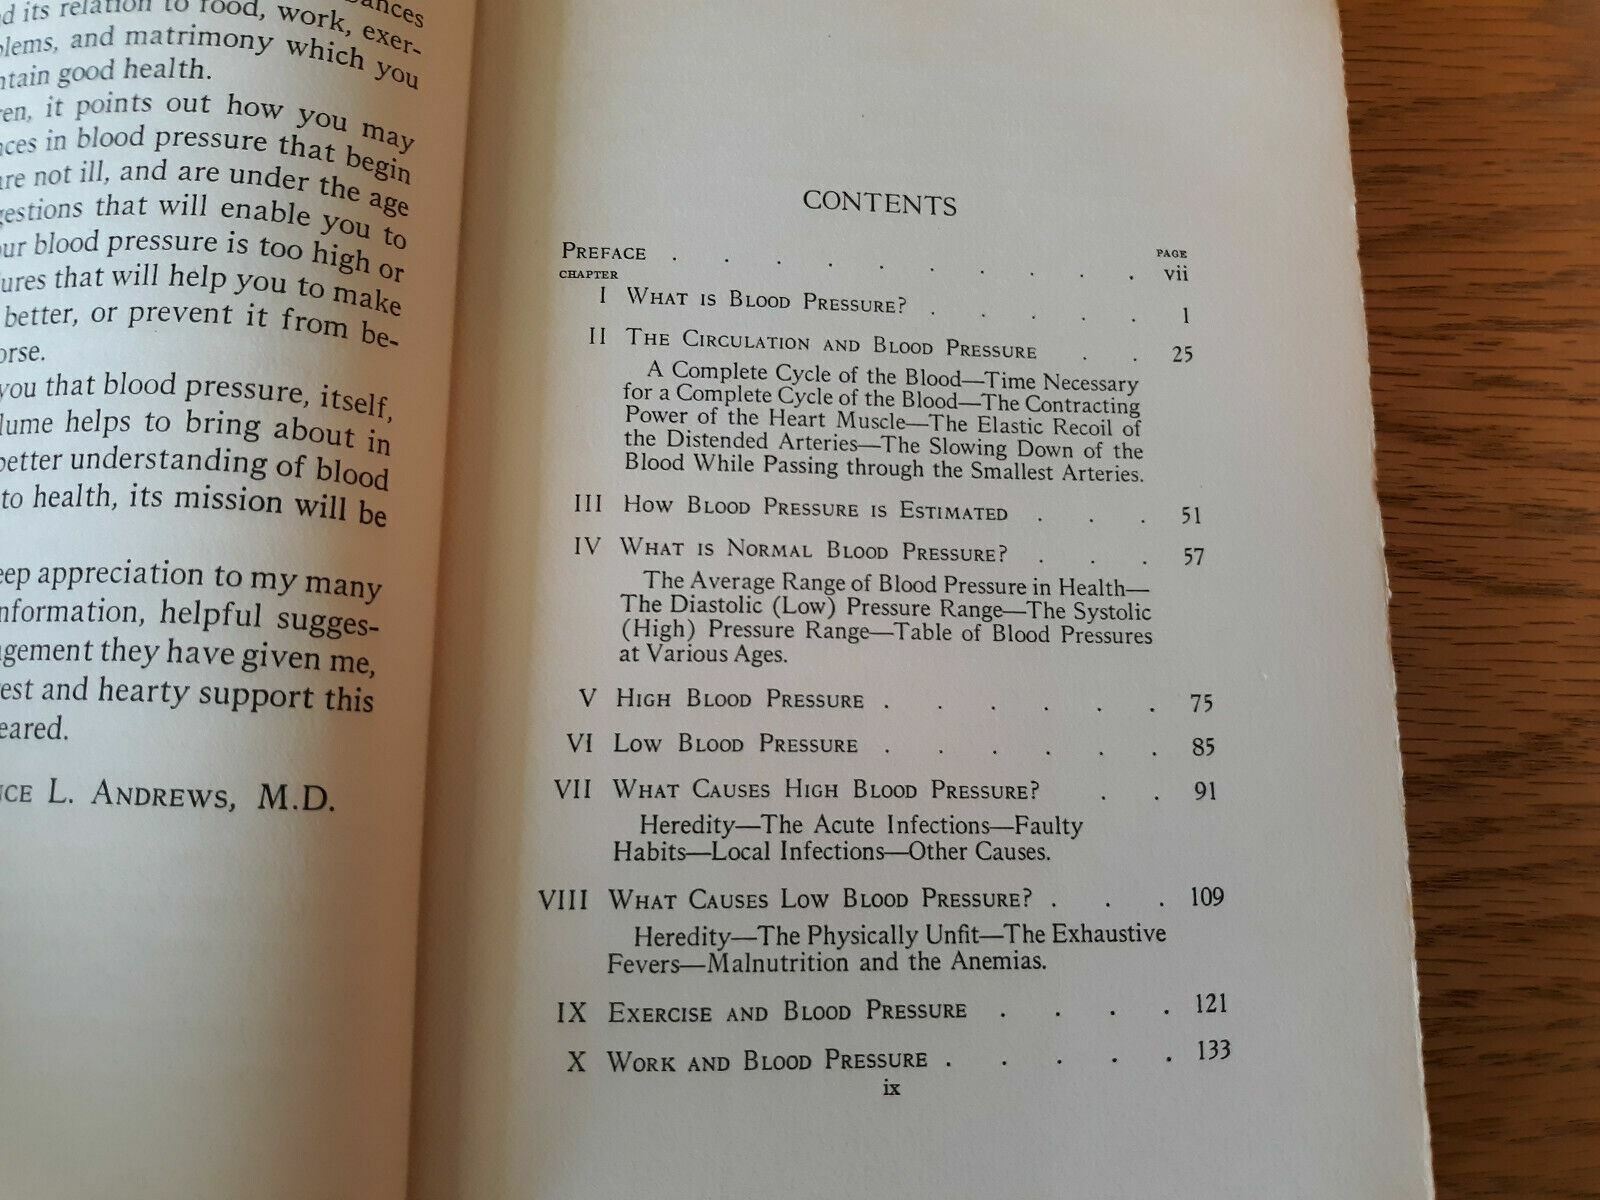 ances
d its relation to food, work, exer-
lems, and matrimony which you
ntain good health.
en, it points out how you may
ces in blood pressure that begin
re not ill, and are under the age
gestions that will enable you to
our blood pressure is too high or
ures that will help you to make
better, or prevent it from be-
orse.
you that blood pressure, itself,
lume helps to bring about in
better understanding of blood
to health, its mission will be
eep appreciation to my many
nformation, helpful sugges-
gement they have given me,
est and hearty support this
eared.
CE L. ANDREWS, M.D.
CONTENTS
PAGE
PREFACE . . . . . . . . . . vii
CHAPTER
I WHAT IS BLOOD PRESSURE? . . . . . 1
II THE CIRCULATION AND BLOOD PRESSURE . . 25
A Complete Cycle of the Blood—Time Necessary
for a Complete Cycle of the Blood—The Contracting
Power of the Heart Muscle—The Elastic Recoil of
the Distended Arteries—The Slowing Down of the
Blood While Passing through the Smallest Arteries.
III HOW BLOOD PRESSURE IS ESTIMATED . . . 51
IV WHAT IS NORMAL BLOOD PRESSURE? . . . 57
The Average Range of Blood Pressure in Health—
The Diastolic (Low) Pressure Range—The Systolic
(High) Pressure Range—Table of Blood Pressures
at Various Ages.
V HIGH BLOOD PRESSURE . . . . . . 75
VI LOW BLOOD PRESSURE . . . . . . 85
VII WHAT CAUSES HIGH BLOOD PRESSURE? . . 91
Heredity—The Acute Infections—Faulty
Habits—Local Infections—Other Causes.
VIII WHAT CAUSES LOW BLOOD PRESSURE? . . . 109
Heredity—The Physically Unfit—The Exhaustive
Fevers—Malnutrition and the Anemias.
IX EXERCISE AND BLOOD PRESSURE . . . . 121
X WORK AND BLOOD PRESSURE . . . . . 133
ix